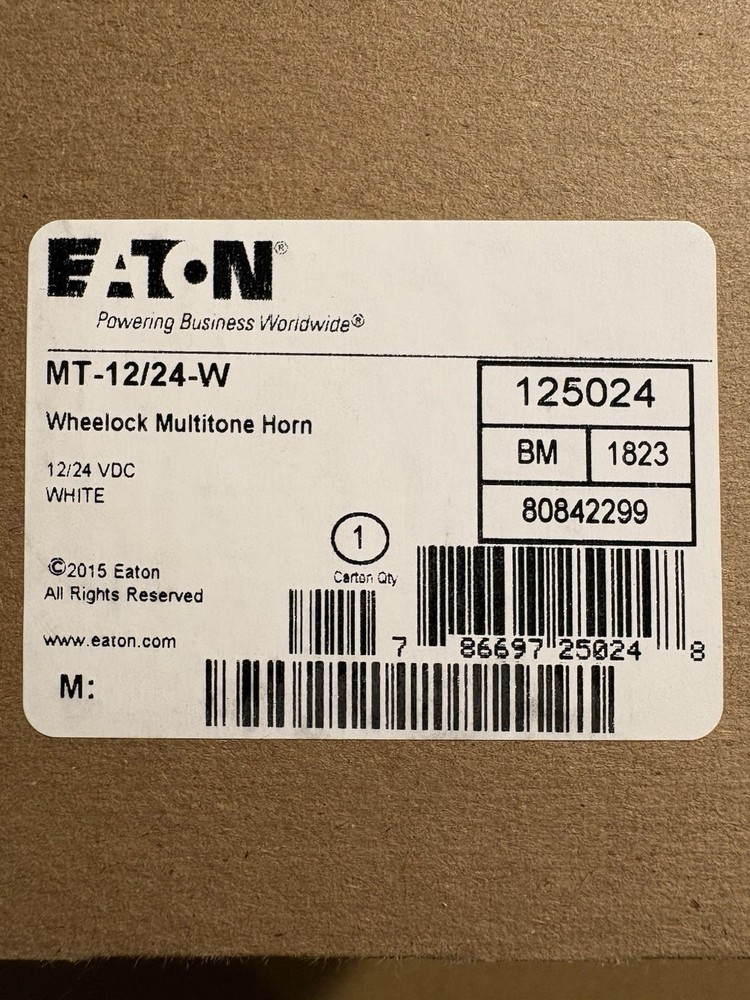 EATON®
Powering Business Worldwide®
MT-12/24-W
Wheelock Multitone Horn
12/24 VDC
WHITE
125024
BM 1823
80842299
1
Carton Qty
©2015 Eaton
All Rights Reserved
www.eaton.com
7 86697 25024 8
M: